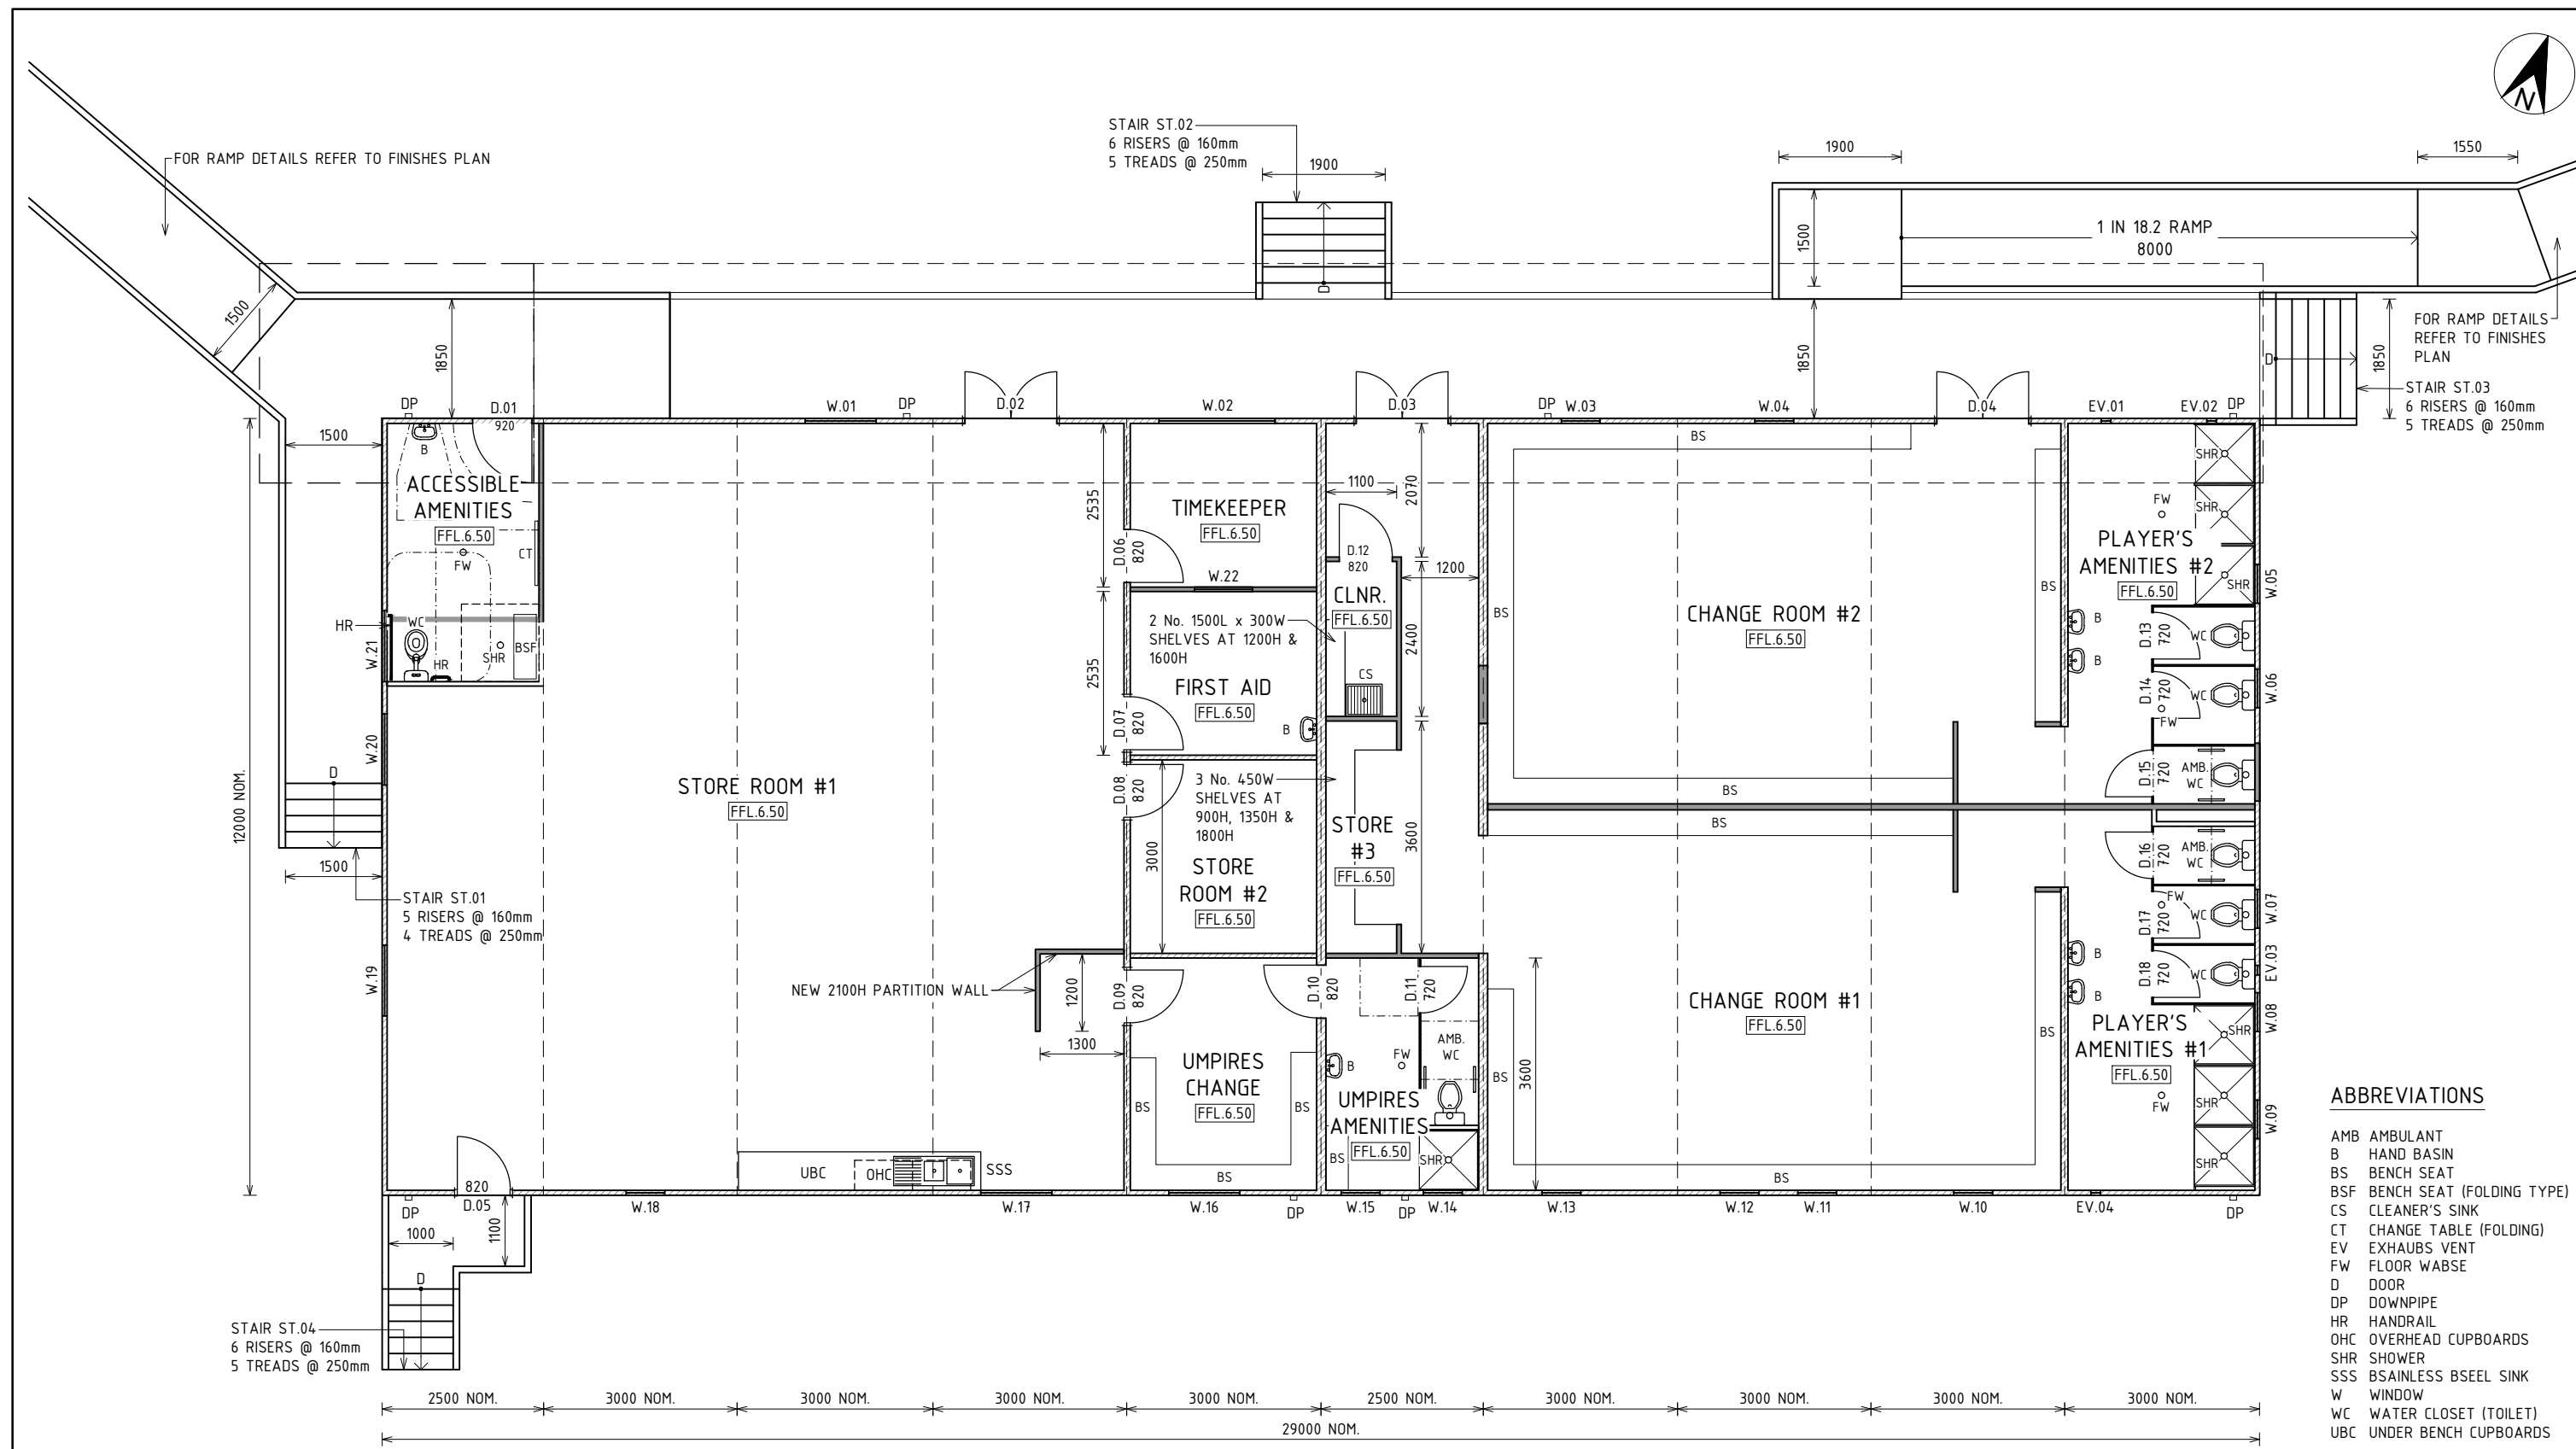 N
STAIR ST.02
6 RISERS @ 160mm
5 TREADS @ 250mm
1900
1900
1550
FOR RAMP DETAILS REFER TO FINISHES PLAN
1 IN 18.2 RAMP
8000
1500
1500
D
1850
1850
1850
D
FOR RAMP DETAILS
REFER TO FINISHES
PLAN
STAIR ST.03
6 RISERS @ 160mm
5 TREADS @ 250mm
DP
D.01
920
W.01
DP
D.02
W.02
D.03
DP
W.03
W.04
D.04
EV.01
EV.02
DP
1500
B
ACCESSIBLE
AMENITIES
FFL.6.50
CT
FW
HR
WC
HR
SHR
BSF
W.21
W.20
W.19
12000 NOM.
D
1500
STAIR ST.01
5 RISERS @ 160mm
4 TREADS @ 250mm
STORE ROOM #1
FFL.6.50
2535
D.06
820
TIMEKEEPER
FFL.6.50
W.22
2535
2 No. 1500L x 300W
SHELVES AT 1200H &
1600H
FIRST AID
FFL.6.50
B
D.07
820
D.08
820
3 No. 450W
SHELVES AT
900H, 1350H &
1800H
3000
STORE
ROOM #2
FFL.6.50
1100
2070
D.12
820
1200
CLNR.
FFL.6.50
2400
CS
STORE
#3
FFL.6.50
3600
BS
BS
BS
CHANGE ROOM #2
FFL.6.50
BS
BS
CHANGE ROOM #1
FFL.6.50
BS
BS
BS
3600
SHR
SHR
SHR
FW
PLAYER'S
AMENITIES #2
FFL.6.50
W.05
B
B
D.13
720
WC
D.14
720
WC
FW
W.06
D.15
720
AMB.
WC
D.16
720
AMB.
WC
FW
D.17
720
WC
W.07
B
D.18
720
WC
EV.03
B
PLAYER'S
AMENITIES #1
FFL.6.50
FW
SHR
SHR
SHR
W.08
W.09
NEW 2100H PARTITION WALL
1200
1300
D.09
820
D.10
820
D.11
720
UMPIRES
CHANGE
FFL.6.50
BS
BS
BS
B
FW
AMB.
WC
UMPIRES
AMENITIES
FFL.6.50
BS
SHR
UBC
OHC
SSS
820
D.05
DP
W.18
W.17
W.16
DP
W.15
DP
W.14
W.13
W.12
W.11
W.10
EV.04
DP
1000
1100
D
STAIR ST.04
6 RISERS @ 160mm
5 TREADS @ 250mm
2500 NOM.
3000 NOM.
3000 NOM.
3000 NOM.
3000 NOM.
2500 NOM.
3000 NOM.
3000 NOM.
3000 NOM.
3000 NOM.
29000 NOM.
ABBREVIATIONS
AMB AMBULANT
B HAND BASIN
BS BENCH SEAT
BSF BENCH SEAT (FOLDING TYPE)
CS CLEANER'S SINK
CT CHANGE TABLE (FOLDING)
EV EXHAUBS VENT
FW FLOOR WABSE
D DOOR
DP DOWNPIPE
HR HANDRAIL
OHC OVERHEAD CUPBOARDS
SHR SHOWER
SSS BSAINLESS BSEEL SINK
W WINDOW
WC WATER CLOSET (TOILET)
UBC UNDER BENCH CUPBOARDS